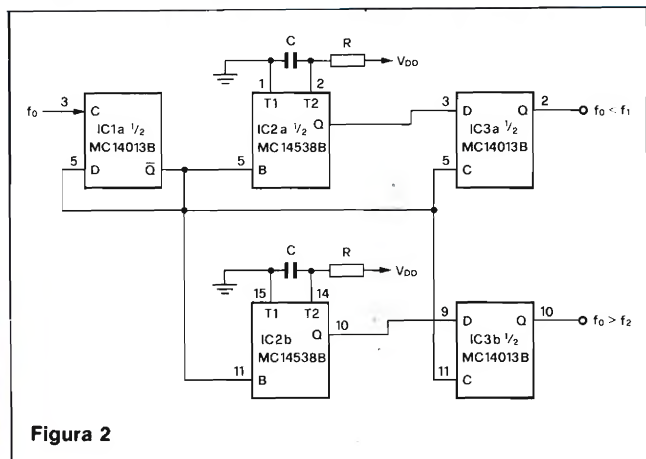 C
R
V_DD
1
2
T1
T2
f₀
3
C
IC1a ½
MC14013B
5
D
Q̅
IC2a ½
MC14538B
Q
5
B
3
D
Q
2
f₀ < f₁
IC3a ½
MC14013B
5
C
C
R
V_DD
15
14
T1
T2
Q
10
IC2b
MC14538B
11
B
9
D
Q
10
f₀ > f₂
IC3b ½
MC14013B
11
C
Figura 2